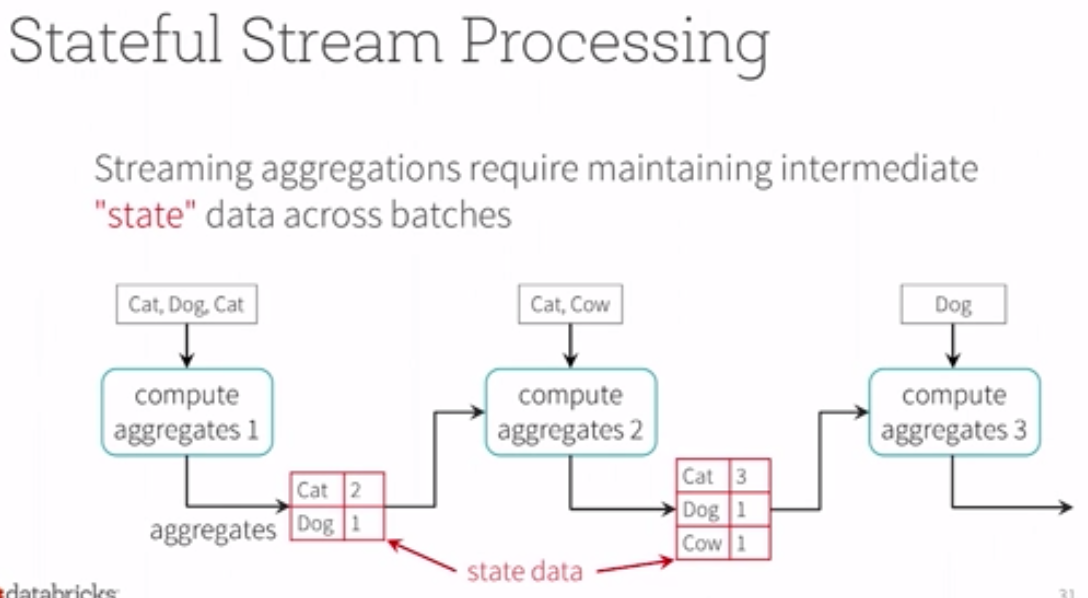 Stateful Stream Processing
Streaming aggregations require maintaining intermediate
"state" data across batches
Cat, Dog, Cat
Cat, Cow
Dog
compute
aggregates 1
compute
aggregates 2
compute
aggregates 3
aggregates
Cat 2
Dog 1
Cat 3
Dog 1
Cow 1
state data
databricks
31